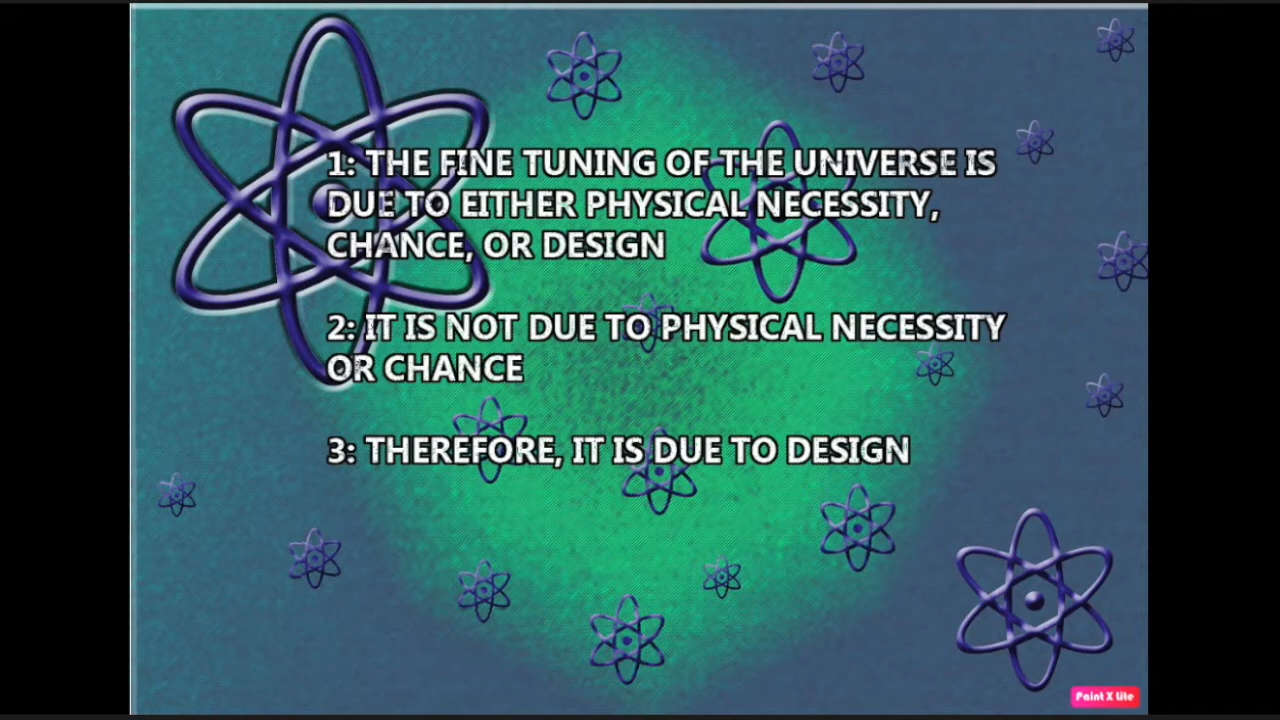 1: THE FINE TUNING OF THE UNIVERSE IS
DUE TO EITHER PHYSICAL NECESSITY,
CHANCE, OR DESIGN
2: IT IS NOT DUE TO PHYSICAL NECESSITY
OR CHANCE
3: THEREFORE, IT IS DUE TO DESIGN
Paint X Lite